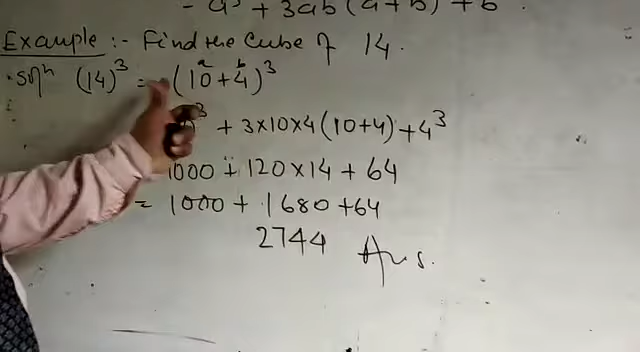 - a³ + 3ab(a+b) + b
Example :- Find the Cube of 14.
Solⁿ (14)³ = (10+4)³
a b
³ + 3×10×4(10+4)+4³
1000 + 120×14 + 64
= 1000 + 1680+64
2744 Ans.